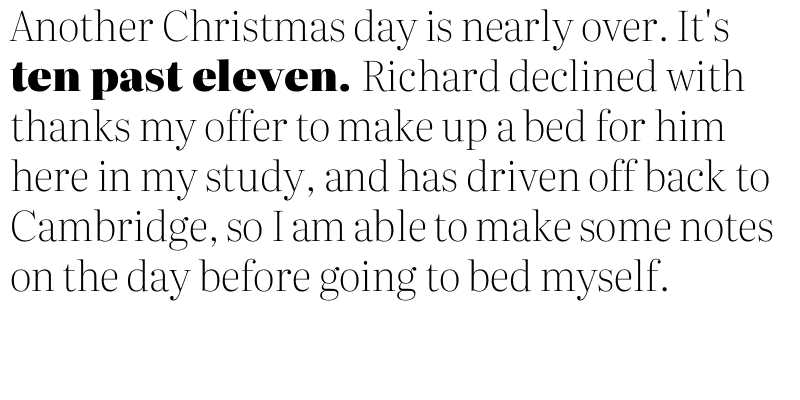 Another Christmas day is nearly over. It's
ten past eleven. Richard declined with
thanks my offer to make up a bed for him
here in my study, and has driven off back to
Cambridge, so I am able to make some notes
on the day before going to bed myself.